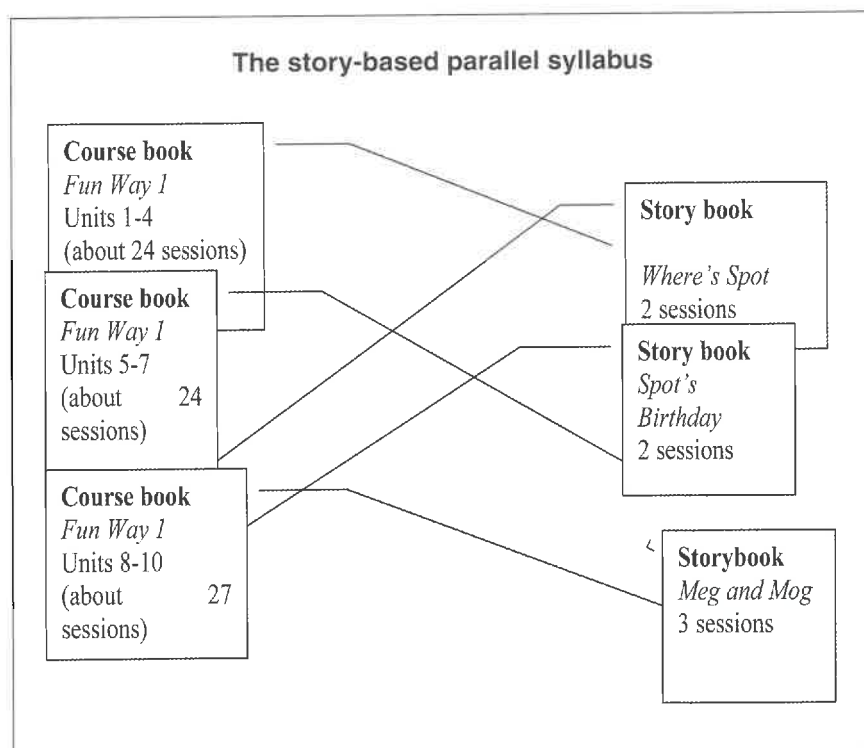 The story-based parallel syllabus
Course book
Fun Way 1
Units 1-4
(about 24 sessions)
Course book
Fun Way 1
Units 5-7
(about 24
sessions)
Course book
Fun Way 1
Units 8-10
(about 27
sessions)
Story book
Where's Spot
2 sessions
Story book
Spot's
Birthday
2 sessions
Storybook
Meg and Mog
3 sessions